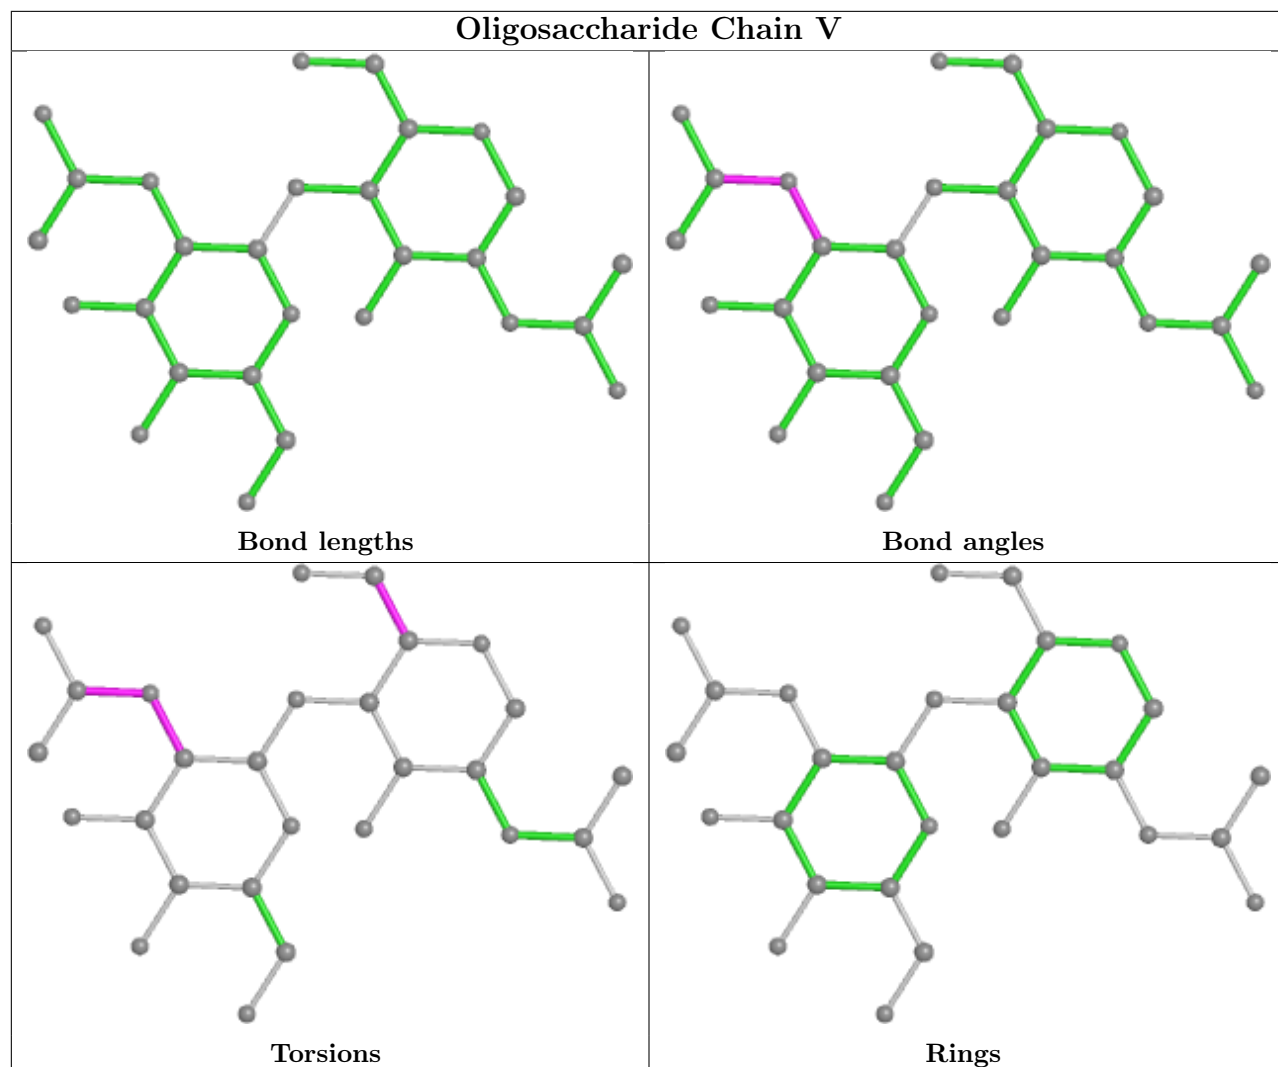 Oligosaccharide Chain V
Bond lengths
Bond angles
Torsions
Rings